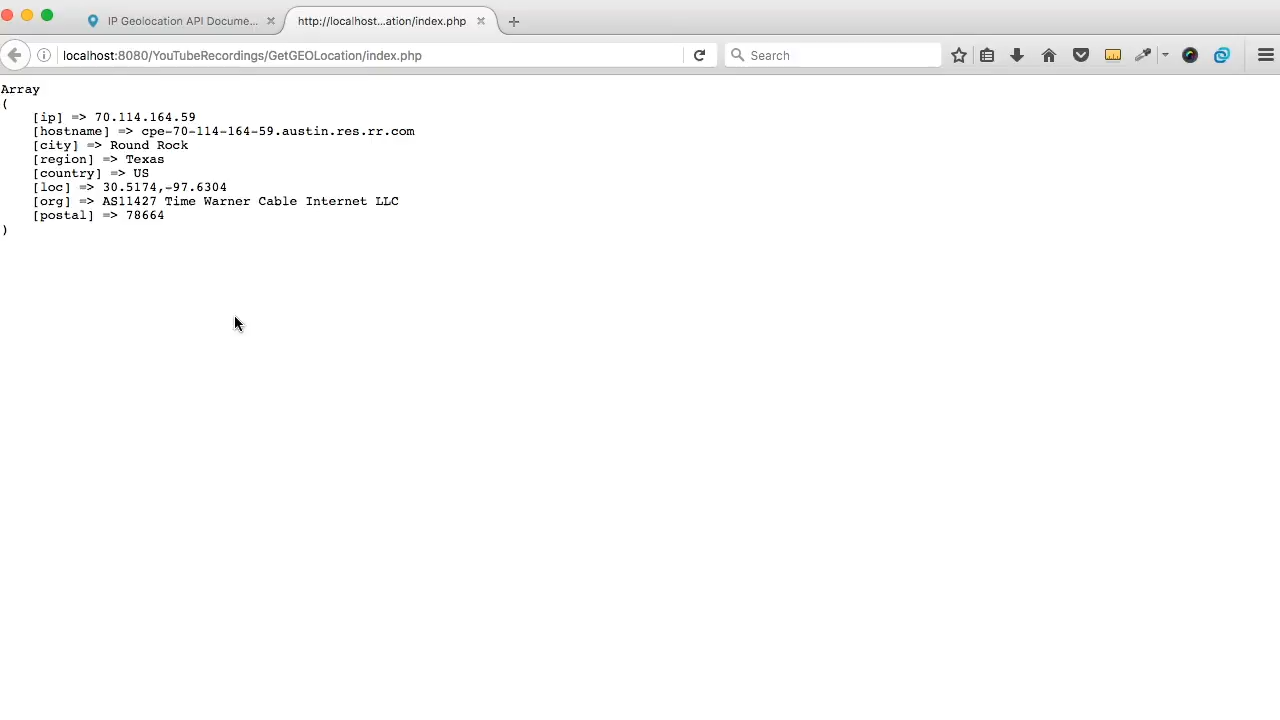 IP Geolocation API Docume...
http://localhost...ation/index.php
localhost:8080/YouTubeRecordings/GetGEOLocation/index.php
Search
Array
(
[ip] => 70.114.164.59
[hostname] => cpe-70-114-164-59.austin.res.rr.com
[city] => Round Rock
[region] => Texas
[country] => US
[loc] => 30.5174,-97.6304
[org] => AS11427 Time Warner Cable Internet LLC
[postal] => 78664
)